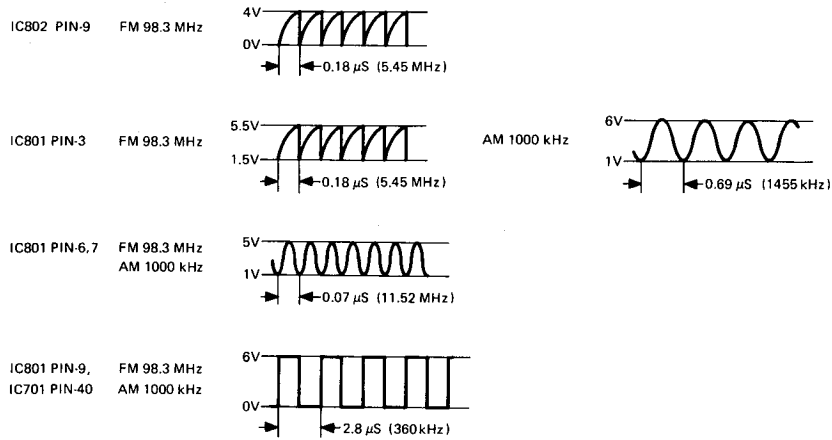 IC802 PIN-9 FM 98.3 MHz 4V
0V
0.18 µS (5.45 MHz)
IC801 PIN-3 FM 98.3 MHz 5.5V
1.5V
0.18 µS (5.45 MHz)
AM 1000 kHz 6V
1V
0.69 µS (1455 kHz)
IC801 PIN-6,7 FM 98.3 MHz 5V
AM 1000 kHz 1V
0.07 µS (11.52 MHz)
IC801 PIN-9, FM 98.3 MHz 6V
IC701 PIN-40 AM 1000 kHz
0V
2.8 µS (360kHz)